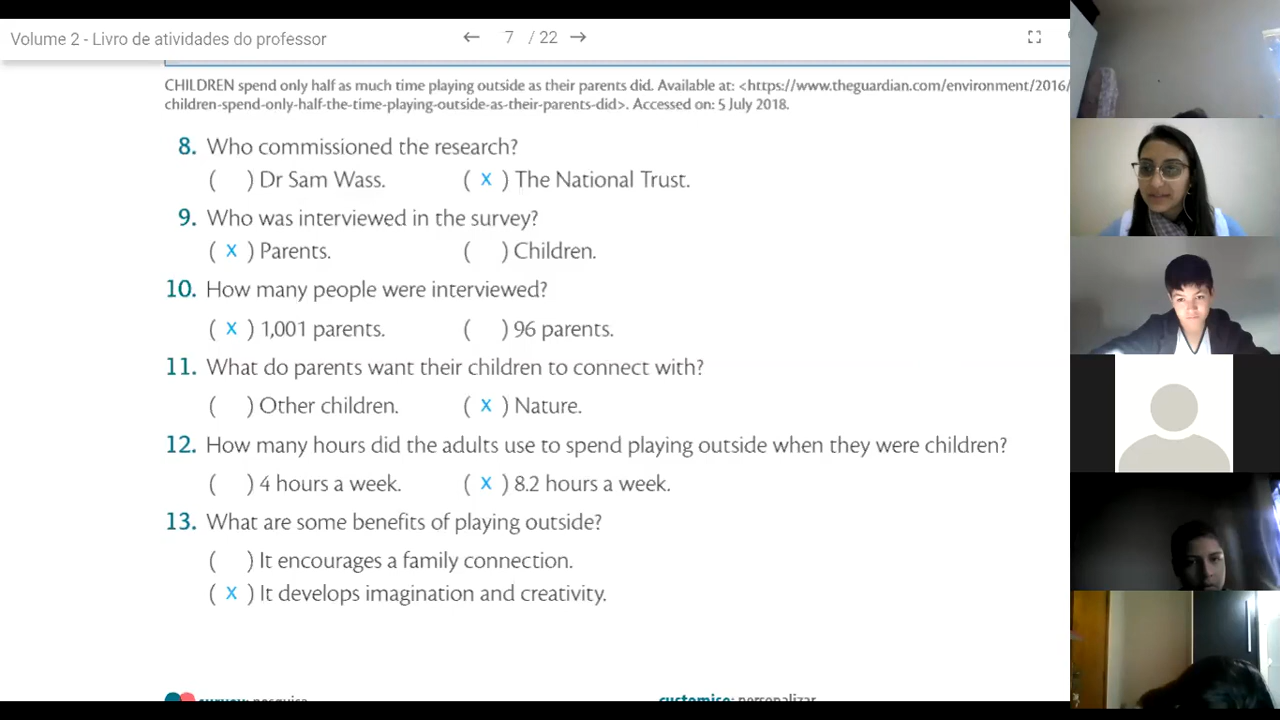 Volume 2 - Livro de atividades do professor
← 7 / 22 →
CHILDREN spend only half as much time playing outside as their parents did. Available at: <https://www.theguardian.com/environment/2016/
children-spend-only-half-the-time-playing-outside-as-their-parents-did>. Accessed on: 5 July 2018.
8. Who commissioned the research?
( ) Dr Sam Wass. ( x ) The National Trust.
9. Who was interviewed in the survey?
( x ) Parents. ( ) Children.
10. How many people were interviewed?
( x ) 1,001 parents. ( ) 96 parents.
11. What do parents want their children to connect with?
( ) Other children. ( x ) Nature.
12. How many hours did the adults use to spend playing outside when they were children?
( ) 4 hours a week. ( x ) 8.2 hours a week.
13. What are some benefits of playing outside?
( ) It encourages a family connection.
( x ) It develops imagination and creativity.
survey: pesquisa customise: personalizar